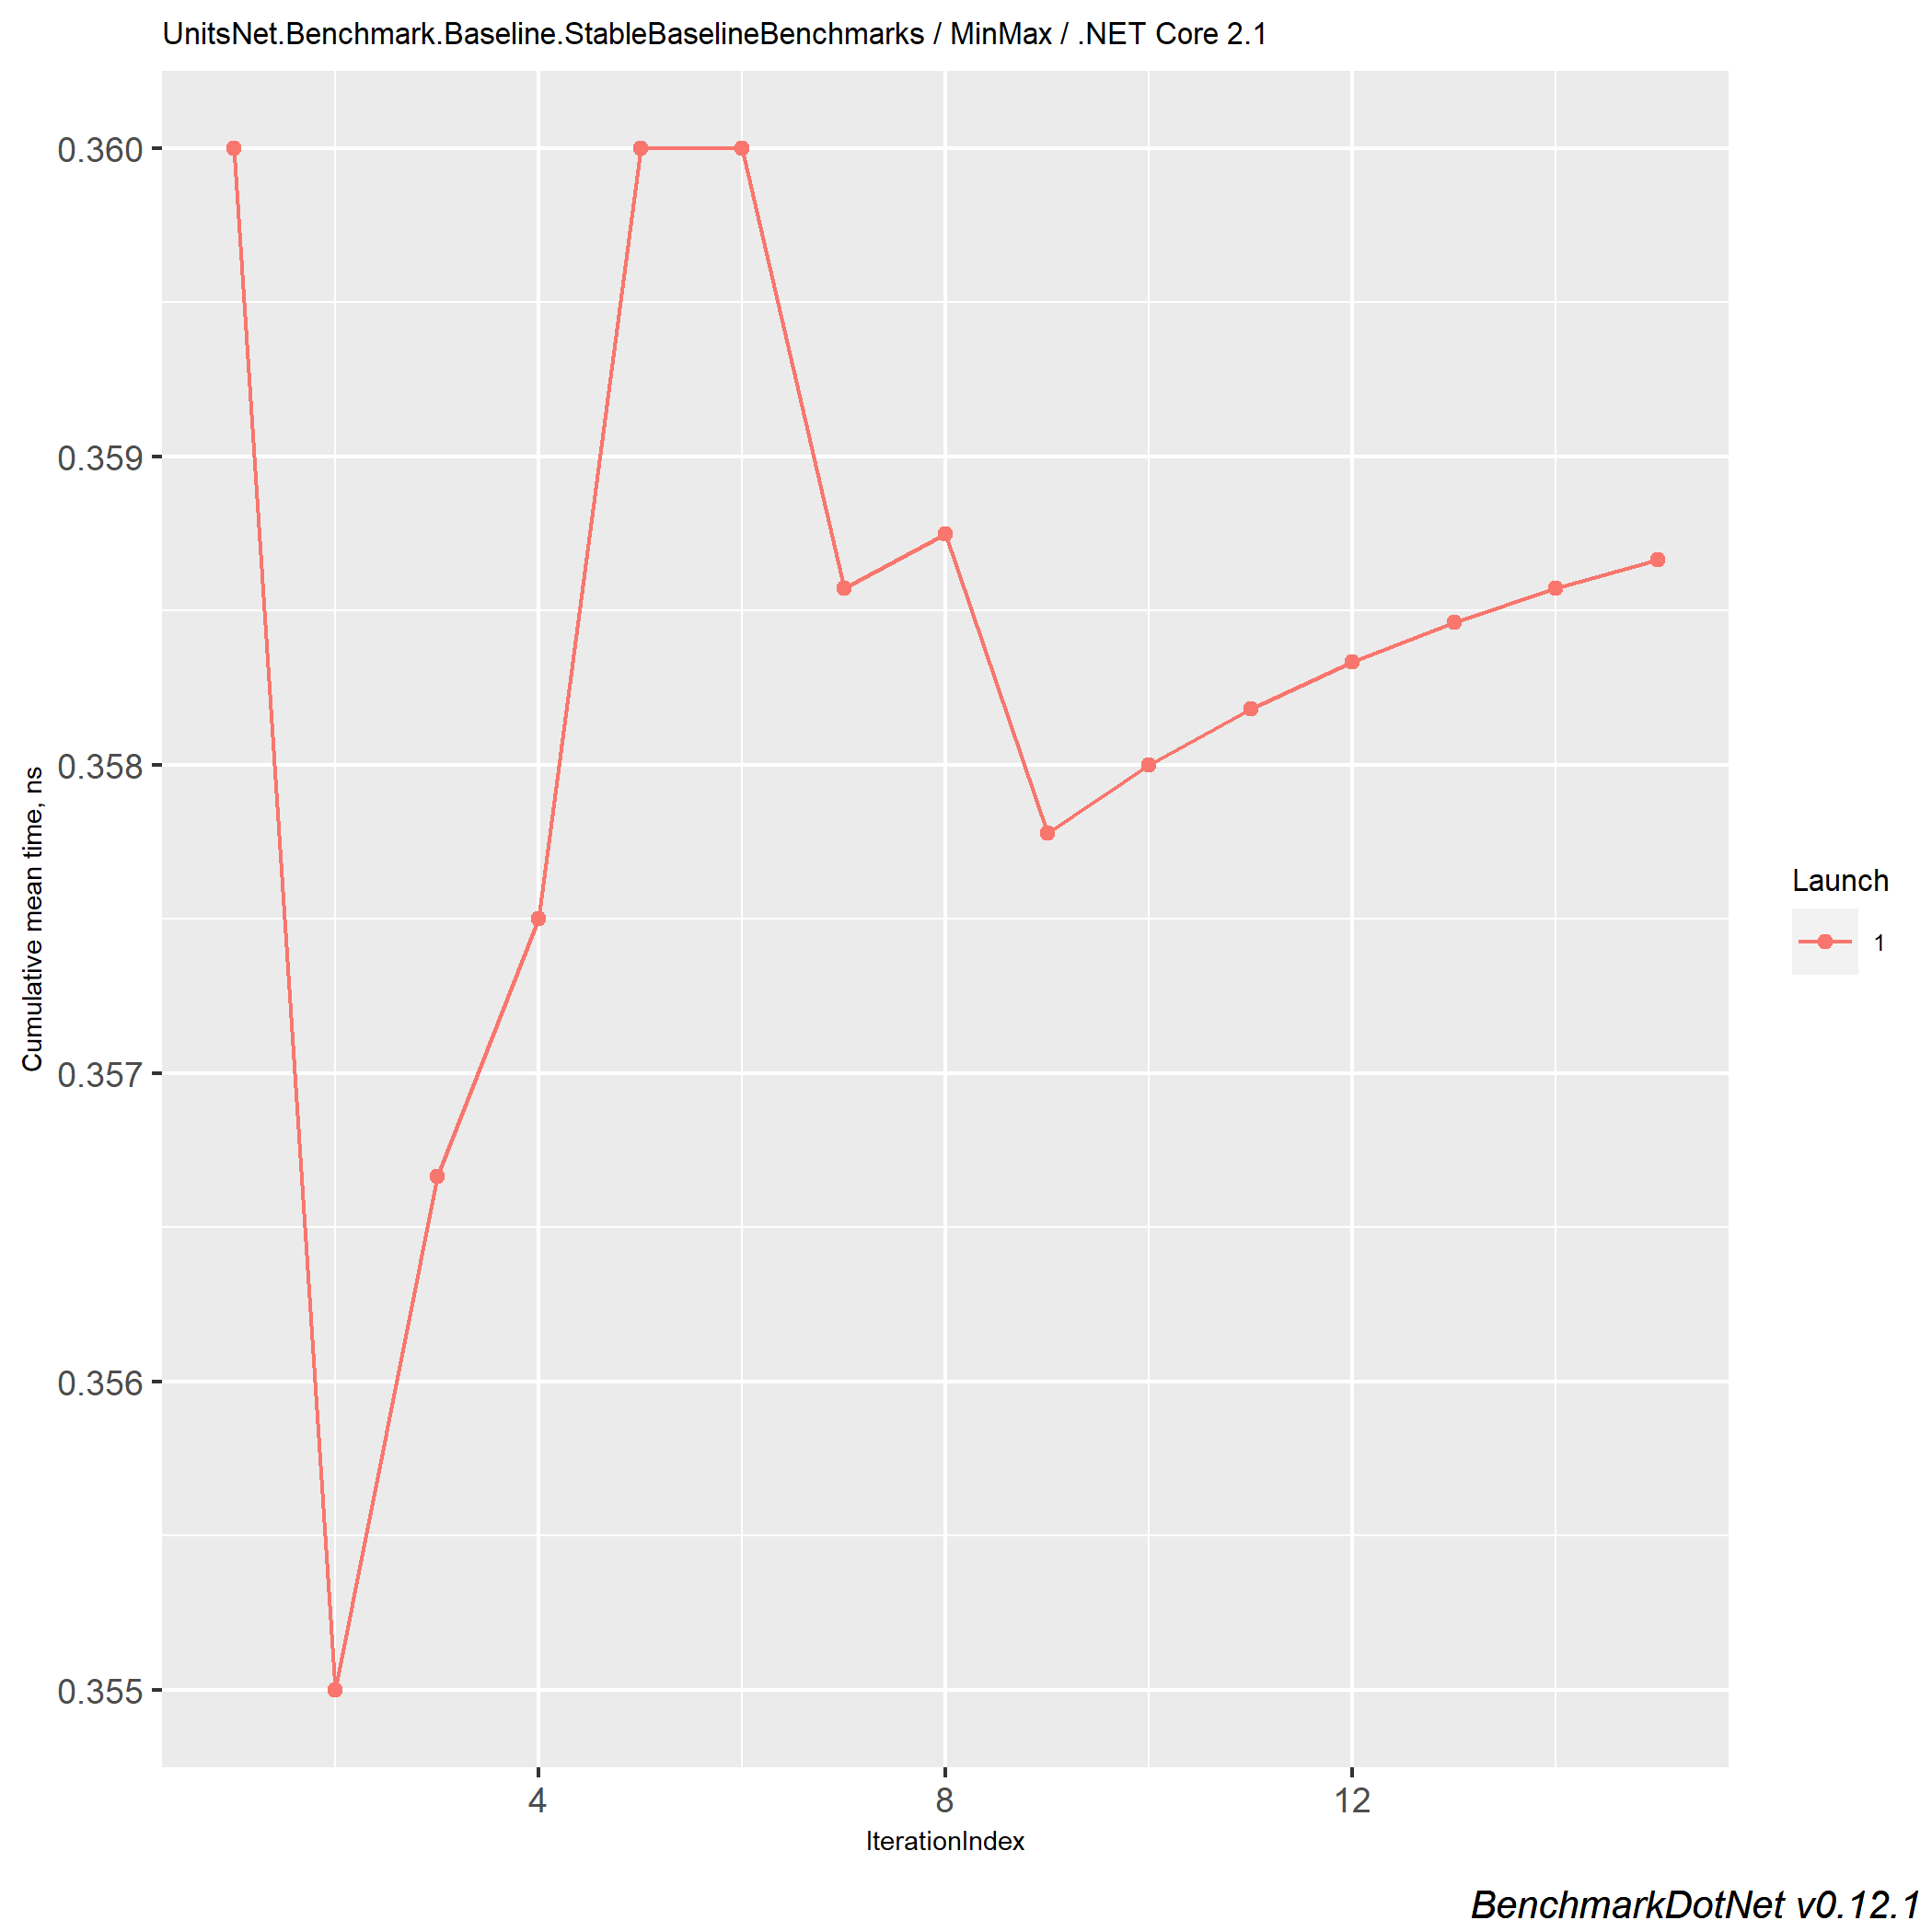 UnitsNet.Benchmark.Baseline.StableBaselineBenchmarks / MinMax / .NET Core 2.1
0.360
0.359
0.358
0.357
0.356
0.355
Cumulative mean time, ns
4
8
12
IterationIndex
Launch
1
BenchmarkDotNet v0.12.1